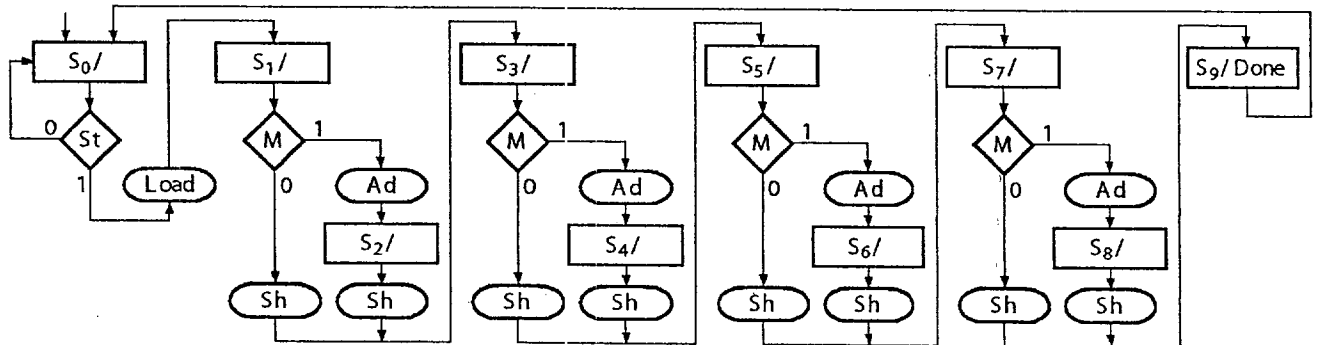 S0/
S1/
S3/
S5/
S7/
S9/ Done
0
St
1
Load
M
1
0
Ad
S2/
Sh
Sh
M
1
0
Ad
S4/
Sh
Sh
M
1
0
Ad
S6/
Sh
Sh
M
1
0
Ad
S8/
Sh
Sh